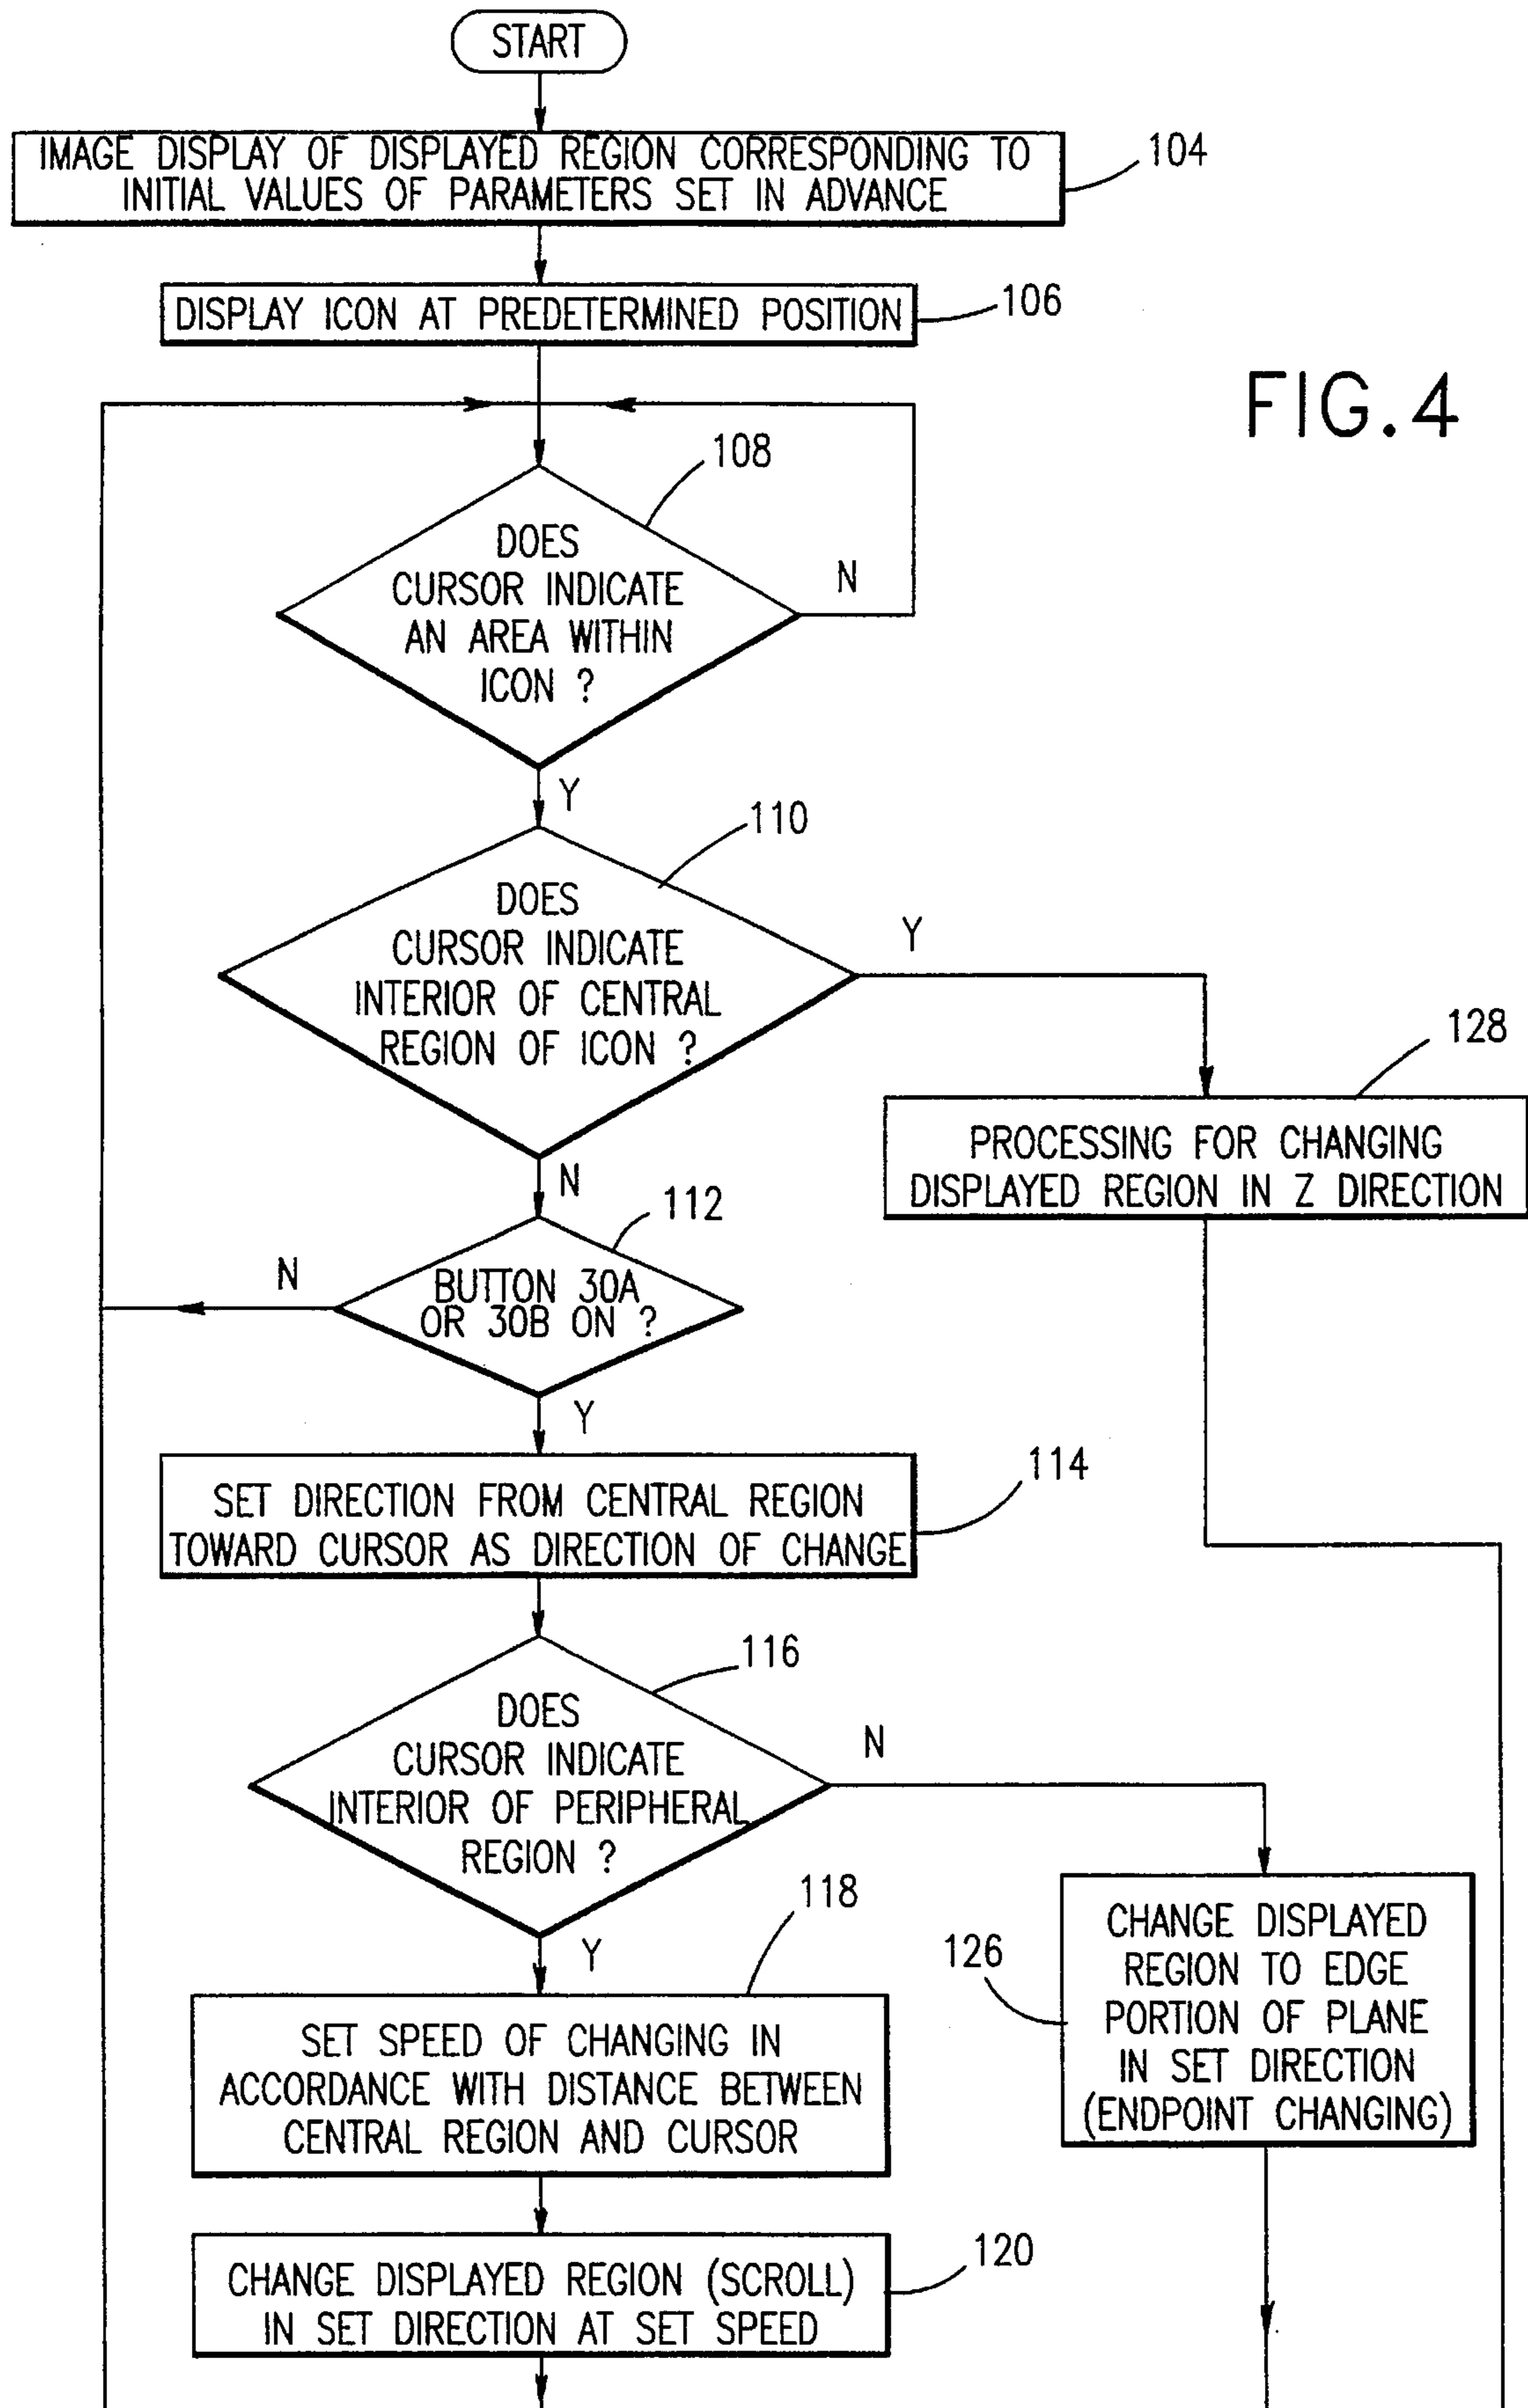 START
IMAGE DISPLAY OF DISPLAYED REGION CORRESPONDING TO
INITIAL VALUES OF PARAMETERS SET IN ADVANCE
104
DISPLAY ICON AT PREDETERMINED POSITION
106
FIG.4
108
DOES
CURSOR INDICATE
AN AREA WITHIN
ICON ?
N
Y
110
DOES
CURSOR INDICATE
INTERIOR OF CENTRAL
REGION OF ICON ?
Y
N
128
PROCESSING FOR CHANGING
DISPLAYED REGION IN Z DIRECTION
112
BUTTON 30A
OR 30B ON ?
N
Y
SET DIRECTION FROM CENTRAL REGION
TOWARD CURSOR AS DIRECTION OF CHANGE
114
116
DOES
CURSOR INDICATE
INTERIOR OF PERIPHERAL
REGION ?
N
Y
118
SET SPEED OF CHANGING IN
ACCORDANCE WITH DISTANCE BETWEEN
CENTRAL REGION AND CURSOR
126
CHANGE DISPLAYED
REGION TO EDGE
PORTION OF PLANE
IN SET DIRECTION
(ENDPOINT CHANGING)
CHANGE DISPLAYED REGION (SCROLL)
IN SET DIRECTION AT SET SPEED
120